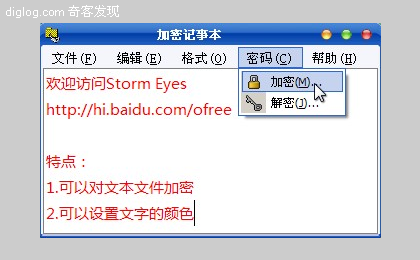 diglog.com 奇客发现
加密记事本
文件(F) 编辑(E) 格式(O) 密码(C) 帮助(H)
加密(M)...
解密(J)...
欢迎访问Storm Eyes
http://hi.baidu.com/ofree
特点：
1.可以对文本文件加密
2.可以设置文字的颜色